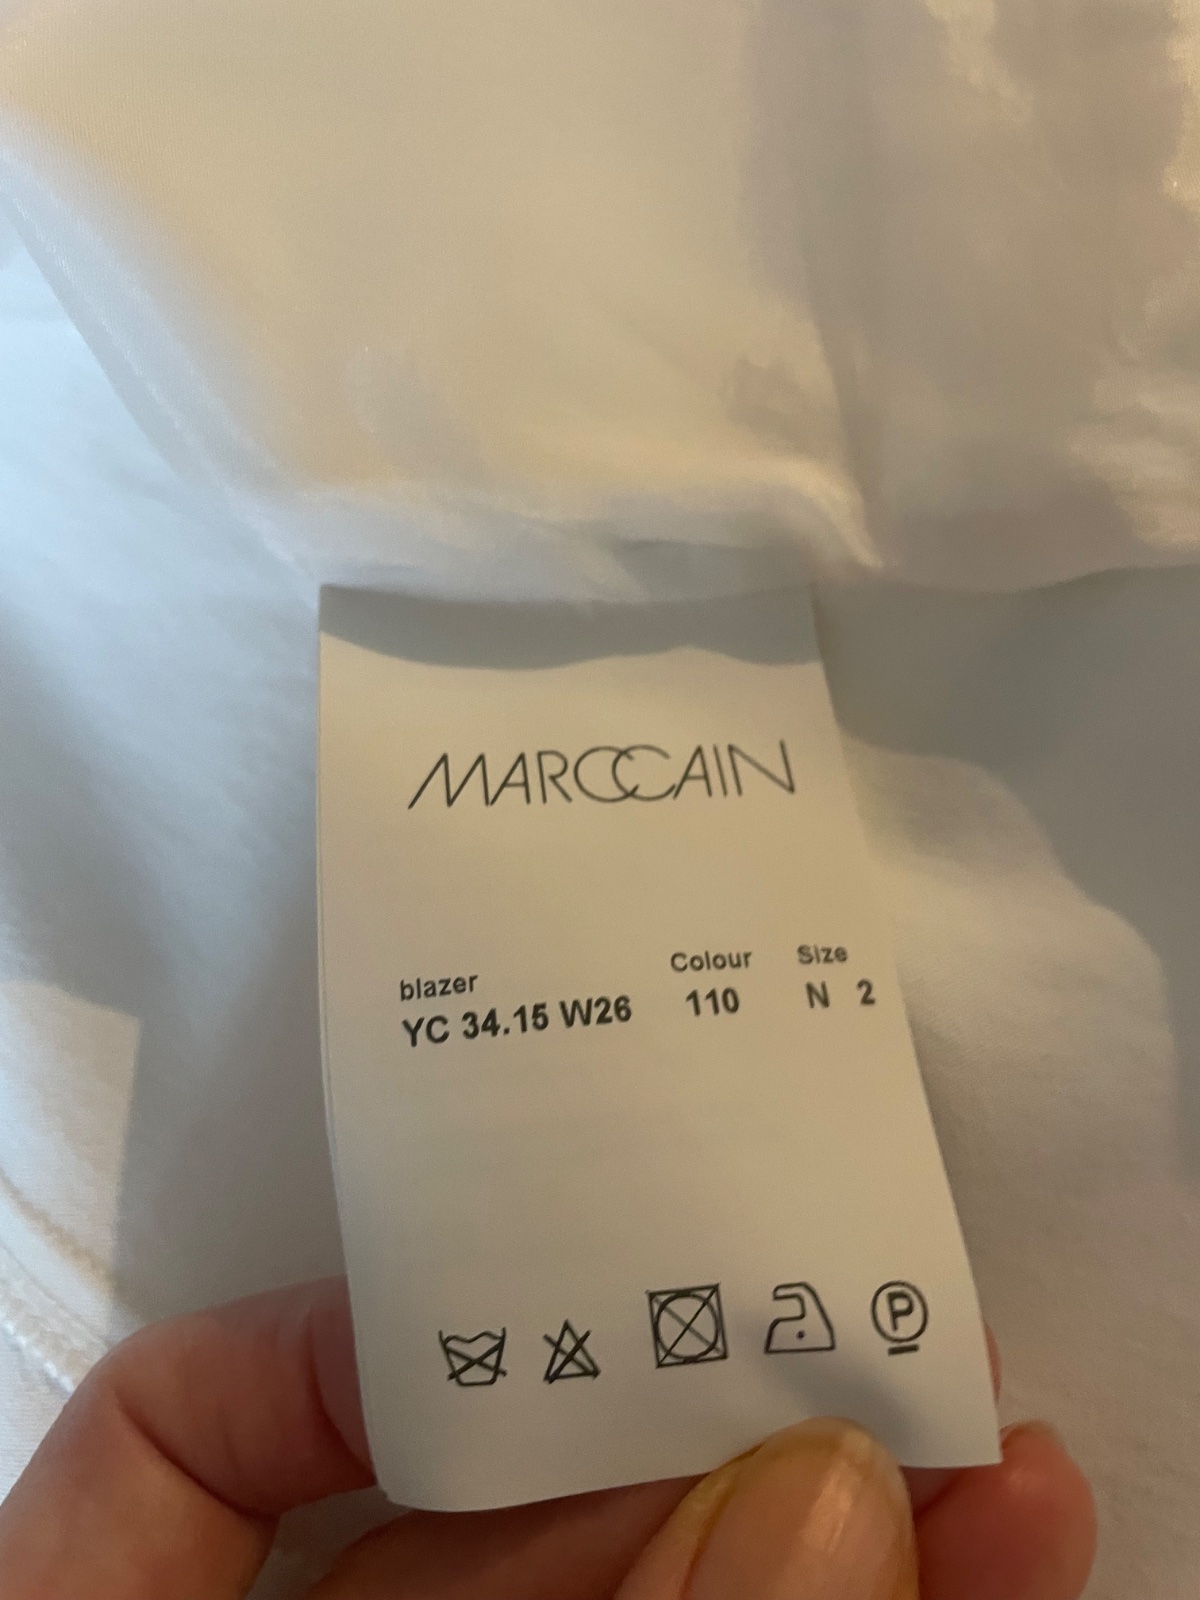 MARCCAIN
blazer Colour Size
YC 34.15 W26 110 N 2
P